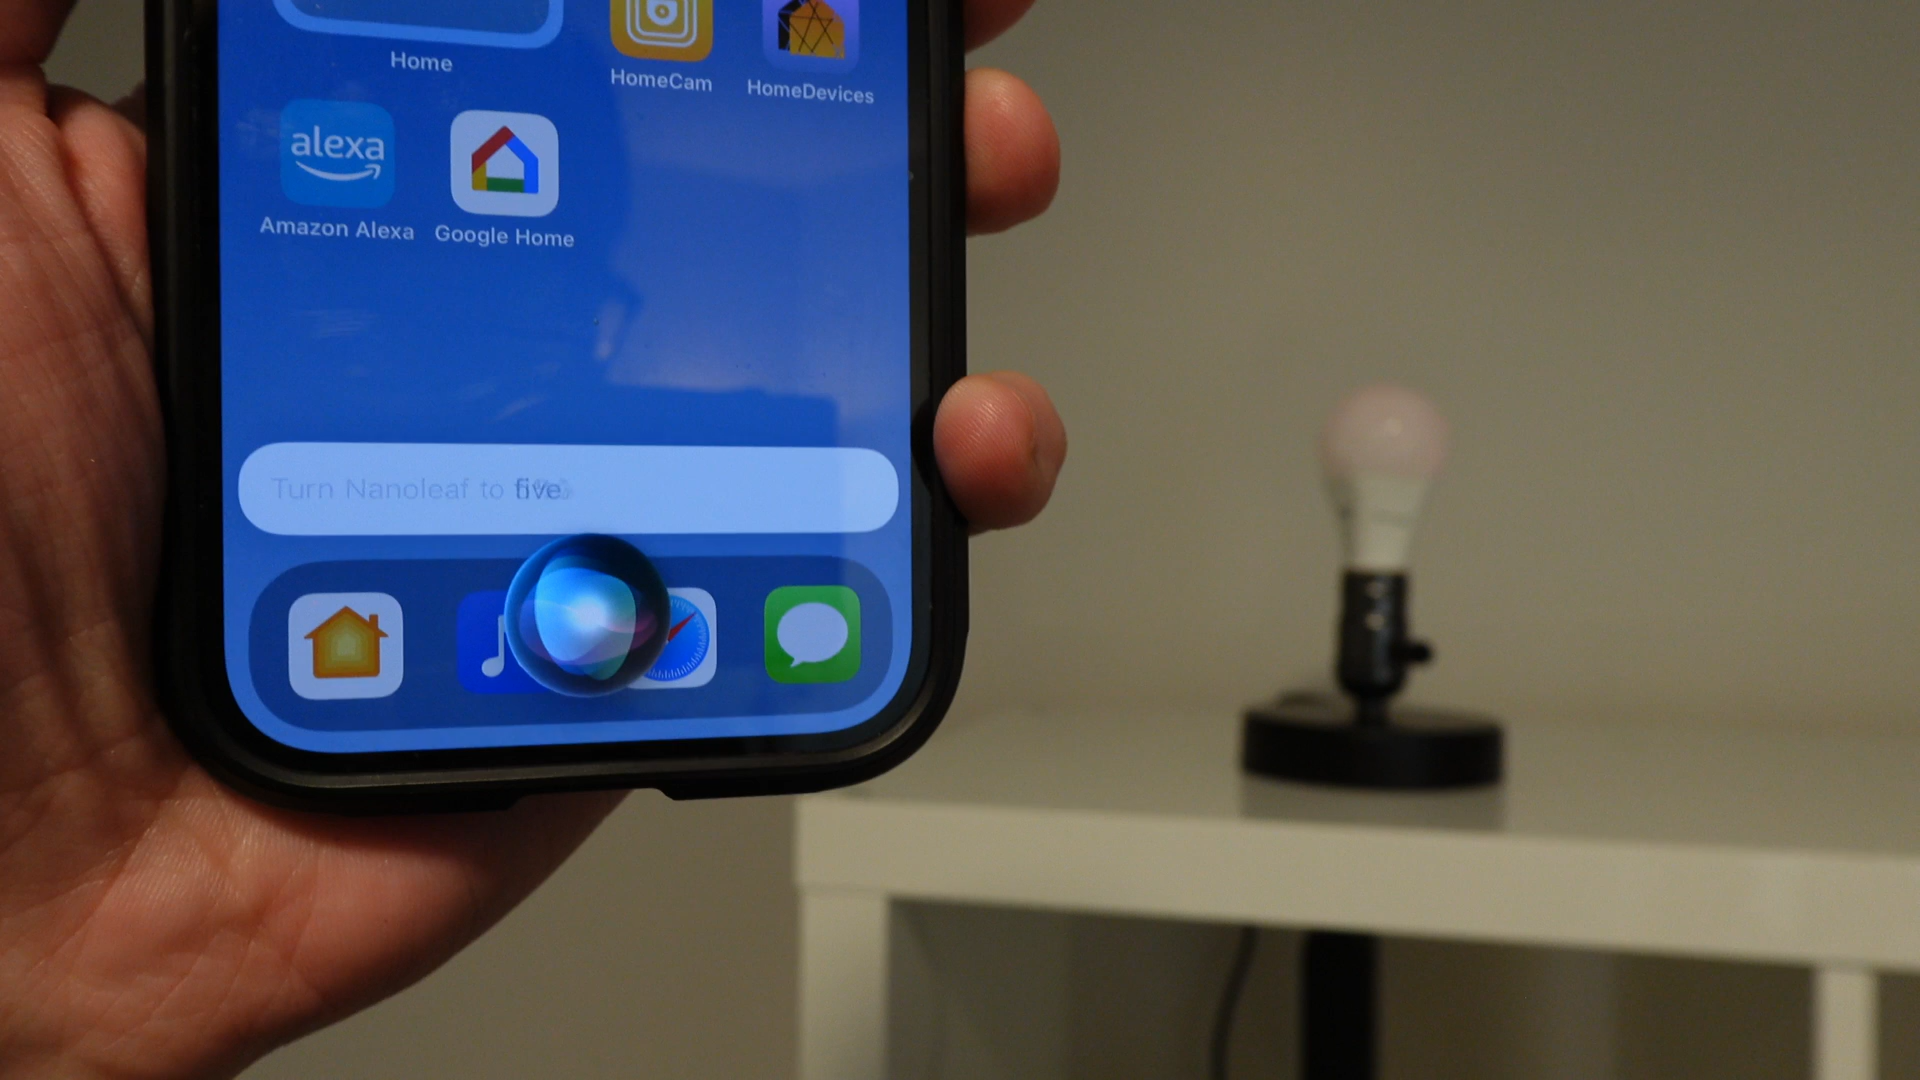 Home
HomeCam
HomeDevices
alexa
Amazon Alexa
Google Home
Turn Nanoleaf to five.